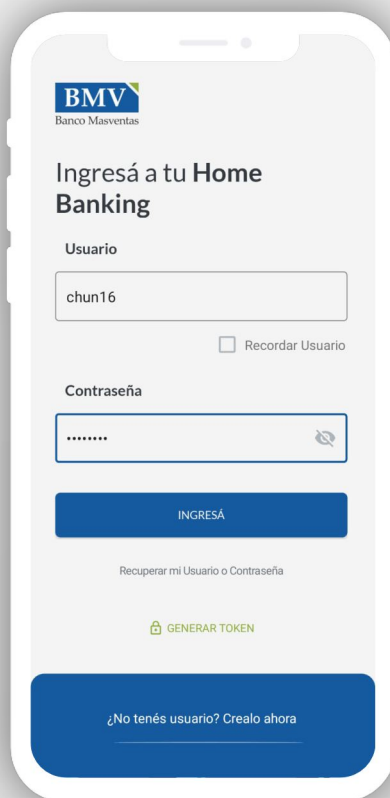 BMV
Banco Masventas
Ingresá a tu Home
Banking
Usuario
chun16
Recordar Usuario
Contraseña
••••••••
INGRESÁ
Recuperar mi Usuario o Contraseña
GENERAR TOKEN
¿No tenés usuario? Crealo ahora